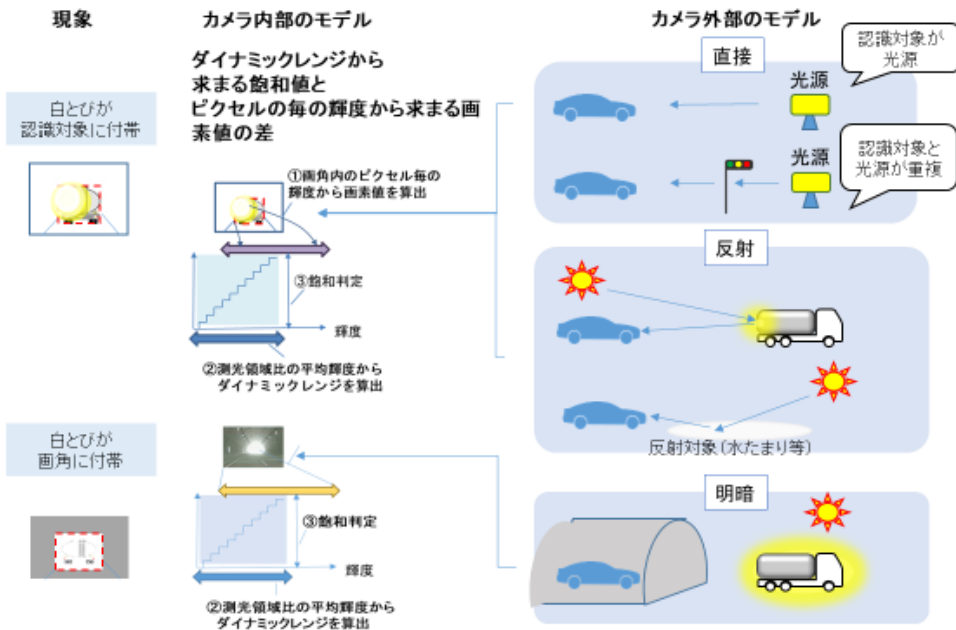 現象
カメラ内部のモデル
カメラ外部のモデル
白とびが
認識対象に付帯
ダイナミックレンジから
求まる飽和値と
ピクセルの毎の輝度から求まる画
素値の差
①画角内のピクセル毎の
輝度から画素値を算出
③飽和判定
輝度
②測光領域比の平均輝度から
ダイナミックレンジを算出
直接
認識対象が
光源
光源
認識対象と
光源が重複
光源
反射
反射対象(水たまり等)
白とびが
画角に付帯
③飽和判定
輝度
②測光領域比の平均輝度から
ダイナミックレンジを算出
明暗